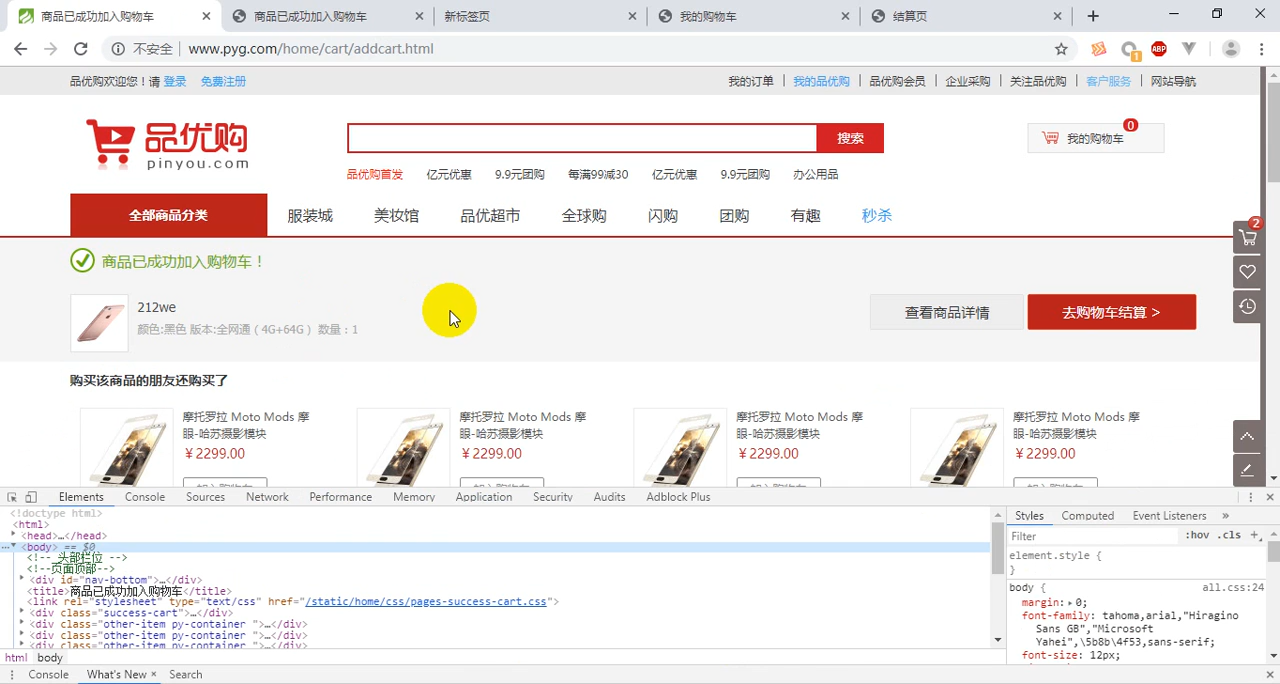 商品已成功加入购物车 商品已成功加入购物车 新标签页 我的购物车 结算页
不安全 www.pyg.com/home/cart/addcart.html ABP 1
品优购欢迎您！请 登录 免费注册 我的订单 我的品优购 品优购会员 企业采购 关注品优购 客户服务 网站导航
品优购
pinyou.com
搜索
我的购物车 0
品优购首发 亿元优惠 9.9元团购 每满99减30 亿元优惠 9.9元团购 办公用品
全部商品分类 服装城 美妆馆 品优超市 全球购 闪购 团购 有趣 秒杀
2
商品已成功加入购物车！
212we
颜色:黑色 版本:全网通（4G+64G） 数量：1
查看商品详情 去购物车结算 >
购买该商品的朋友还购买了
摩托罗拉 Moto Mods 摩 摩托罗拉 Moto Mods 摩 摩托罗拉 Moto Mods 摩 摩托罗拉 Moto Mods 摩
眼-哈苏摄影模块 眼-哈苏摄影模块 眼-哈苏摄影模块 眼-哈苏摄影模块
￥2299.00 ￥2299.00 ￥2299.00 ￥2299.00
Elements Console Sources Network Performance Memory Application Security Audits Adblock Plus
<!doctype html>
<html>
<head>…</head>
… <body> == $0
<!-- 头部栏位 -->
<!--页面顶部-->
<div id="nav-bottom">…</div>
<title>商品已成功加入购物车</title>
<link rel="stylesheet" type="text/css" href="/static/home/css/pages-success-cart.css">
<div class="success-cart">…</div>
<div class="other-item py-container ">…</div>
<div class="other-item py-container ">…</div>
<div class="other-item py-container ">…</div>
html body
Styles Computed Event Listeners »
Filter :hov .cls +
element.style {
}
body { all.css:24
margin: 0;
font-family: tahoma,arial,"Hiragino
Sans GB","Microsoft
Yahei",\5b8b\4f53,sans-serif;
font-size: 12px;
Console What's New × Search